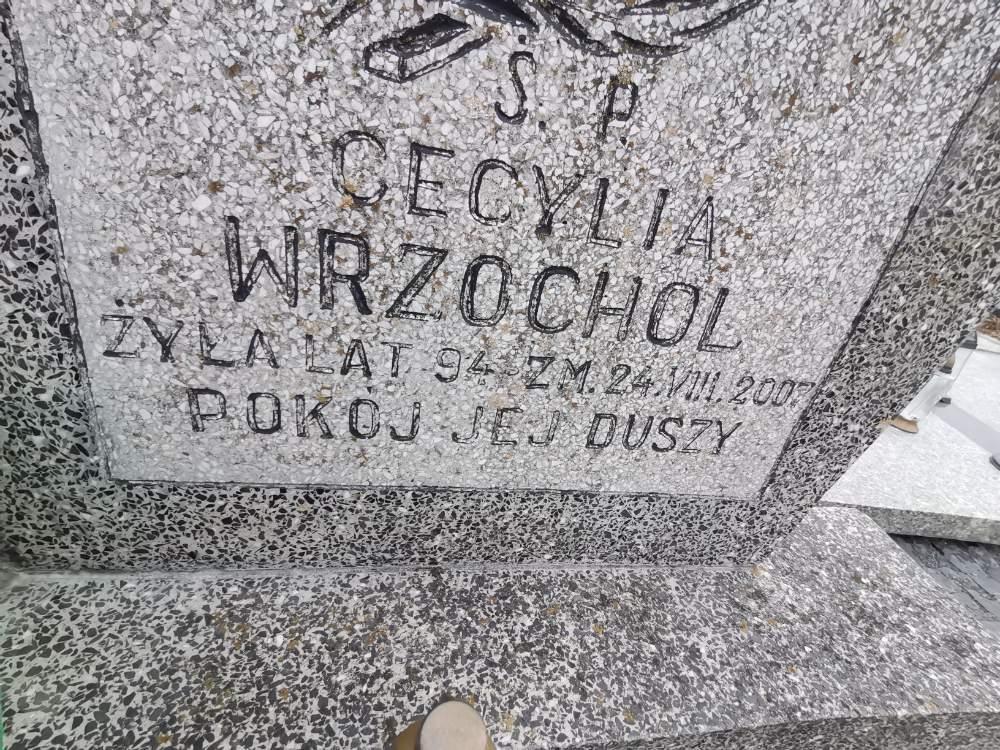 Ś. P
CECYLIA
WRZOCHOL
ŻYŁA LAT. 94. ZM. 24.VIII.2007.
POKÓJ JEJ DUSZY